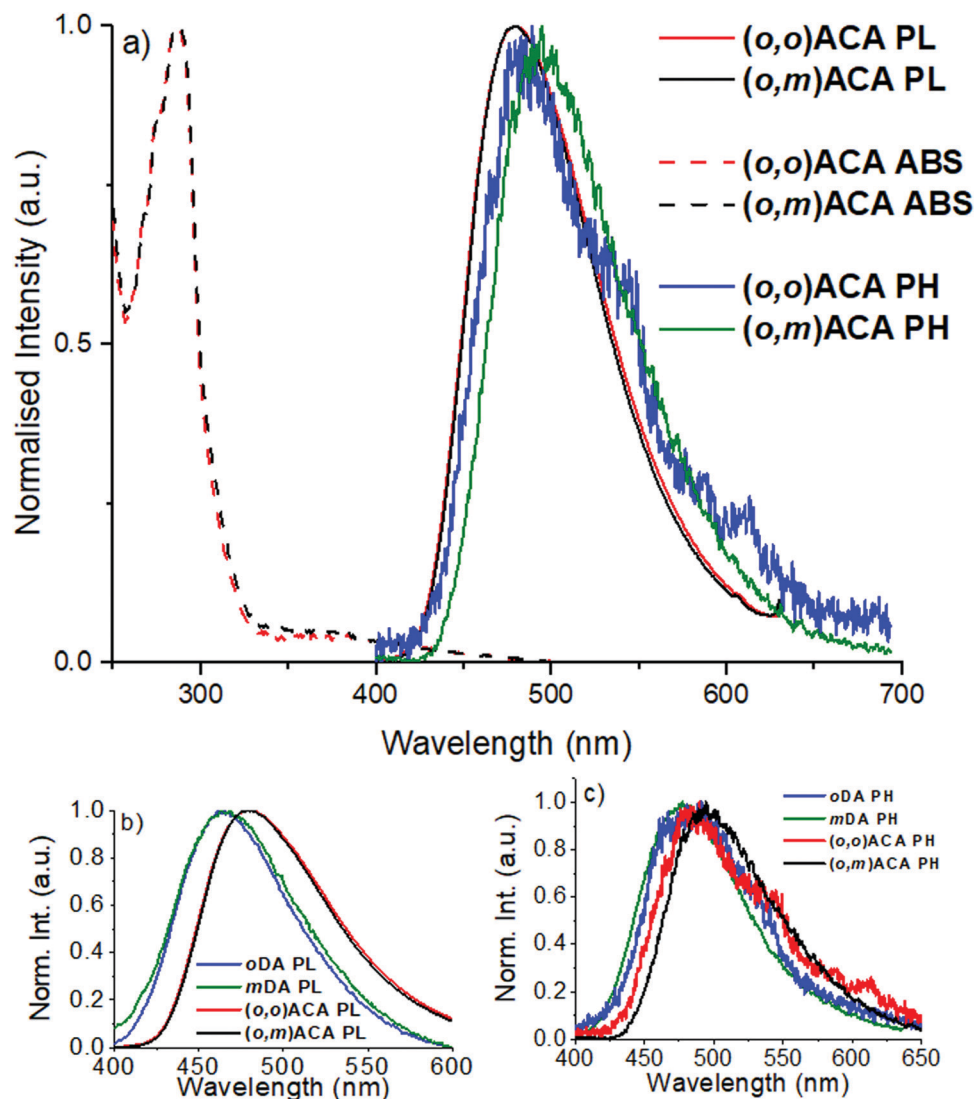 1.0
a)
(o,o)ACA PL
(o,m)ACA PL
(o,o)ACA ABS
(o,m)ACA ABS
(o,o)ACA PH
(o,m)ACA PH
Normalised Intensity (a.u.)
0.5
0.0
300 400 500 600 700
Wavelength (nm)
b)
Norm. Int. (a.u.)
1.0
0.8
0.6
0.4
0.2
0.0
oDA PL
mDA PL
(o,o)ACA PL
(o,m)ACA PL
400 450 500 550 600
Wavelength (nm)
c)
Norm. Int. (a.u.)
1.0
0.8
0.6
0.4
0.2
0.0
oDA PH
mDA PH
(o,o)ACA PH
(o,m)ACA PH
400 450 500 550 600 650
Wavelength (nm)